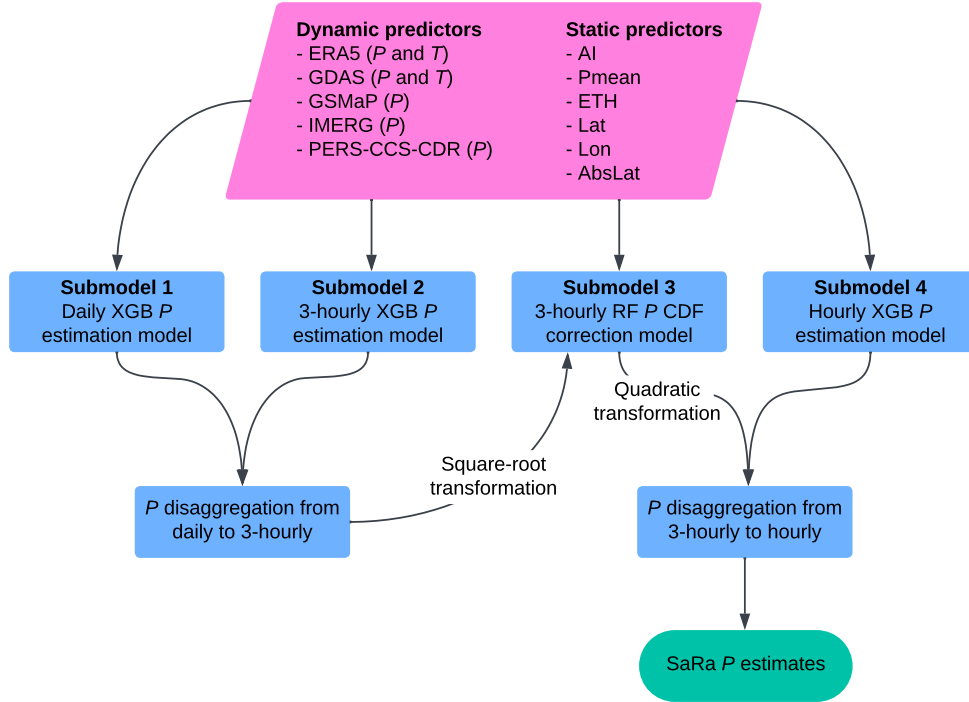 Dynamic predictors
- ERA5 (P and T)
- GDAS (P and T)
- GSMaP (P)
- IMERG (P)
- PERS-CCS-CDR (P)
Static predictors
- AI
- Pmean
- ETH
- Lat
- Lon
- AbsLat
Submodel 1
Daily XGB P
estimation model
Submodel 2
3-hourly XGB P
estimation model
Submodel 3
3-hourly RF P CDF
correction model
Submodel 4
Hourly XGB P
estimation model
Quadratic
transformation
Square-root
transformation
P disaggregation from
daily to 3-hourly
P disaggregation from
3-hourly to hourly
SaRa P estimates